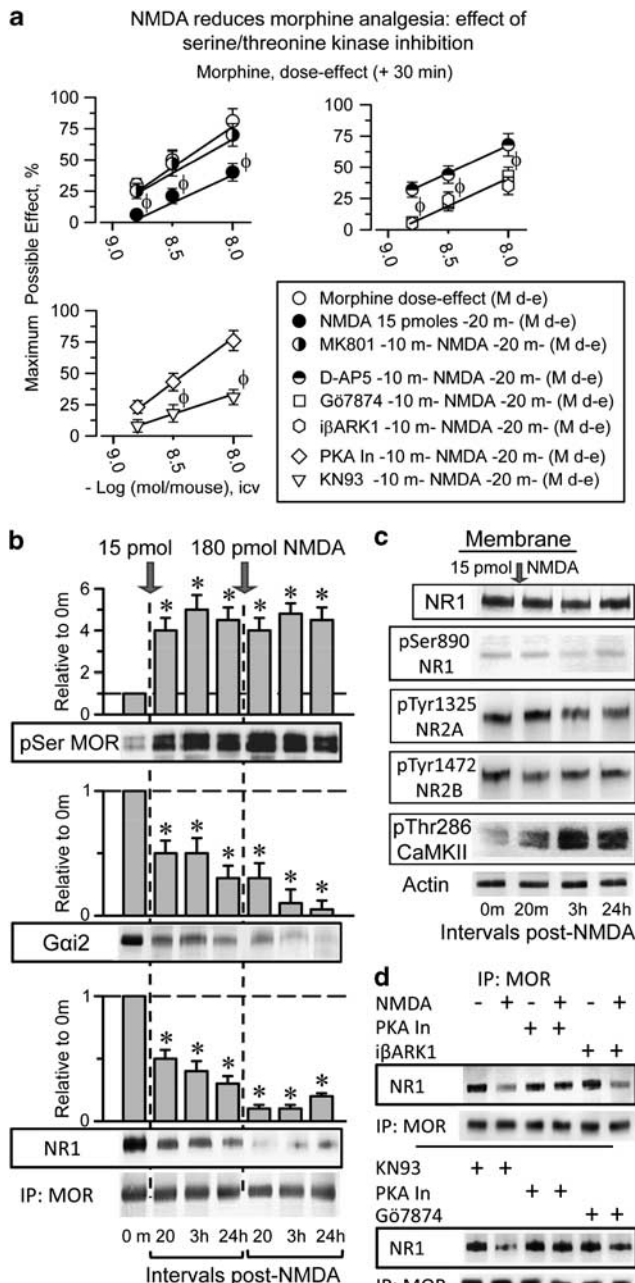 a
NMDA reduces morphine analgesia: effect of
serine/threonine kinase inhibition
Morphine, dose-effect (+ 30 min)
Maximum Possible Effect, %
100
75
50
25
0
ϕ
ϕ
ϕ
9.0
8.5
8.0
100
75
50
25
0
ϕ
ϕ
ϕ
9.0
8.5
8.0
100
75
50
25
0
ϕ
ϕ
9.0
8.5
8.0
- Log (mol/mouse), icv
Morphine dose-effect (M d-e)
NMDA 15 pmoles -20 m- (M d-e)
MK801 -10 m- NMDA -20 m- (M d-e)
D-AP5 -10 m- NMDA -20 m- (M d-e)
Gö7874 -10 m- NMDA -20 m- (M d-e)
iβARK1 -10 m- NMDA -20 m- (M d-e)
PKA In -10 m- NMDA -20 m- (M d-e)
KN93 -10 m- NMDA -20 m- (M d-e)
b
15 pmol
180 pmol NMDA
Relative to 0m
6
4
2
0
* * * * * *
pSer MOR
Relative to 0m
1
0
* * * * * *
Gαi2
Relative to 0m
1
0
* * * * * *
NR1
IP: MOR
0 m 20 3h 24h 20 3h 24h
Intervals post-NMDA
c
Membrane
15 pmol NMDA
NR1
pSer890
NR1
pTyr1325
NR2A
pTyr1472
NR2B
pThr286
CaMKII
Actin
0m 20m 3h 24h
Intervals post-NMDA
d
IP: MOR
NMDA - + - + - +
PKA In + +
iβARK1 + +
NR1
IP: MOR
KN93 + +
PKA In + +
Gö7874 + +
NR1
IP: MOR